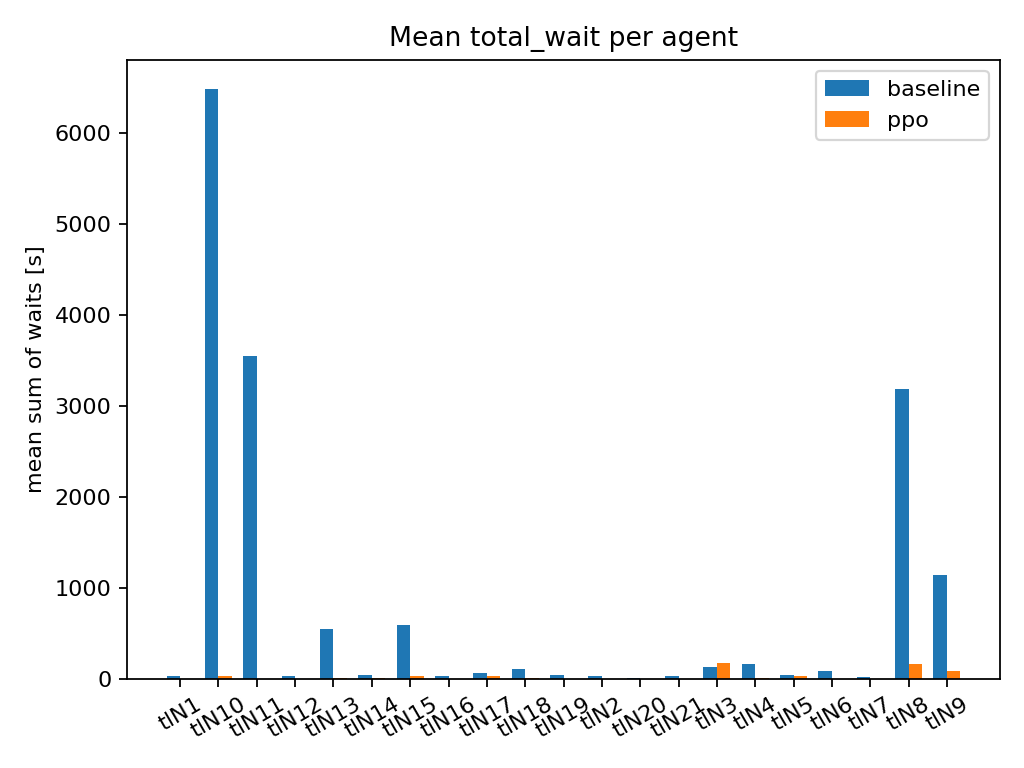 Mean total_wait per agent
baseline
ppo
mean sum of waits [s]
6000
5000
4000
3000
2000
1000
0
tlN1
tlN10
tlN11
tlN12
tlN13
tlN14
tlN15
tlN16
tlN17
tlN18
tlN19
tlN2
tlN20
tlN21
tlN3
tlN4
tlN5
tlN6
tlN7
tlN8
tlN9